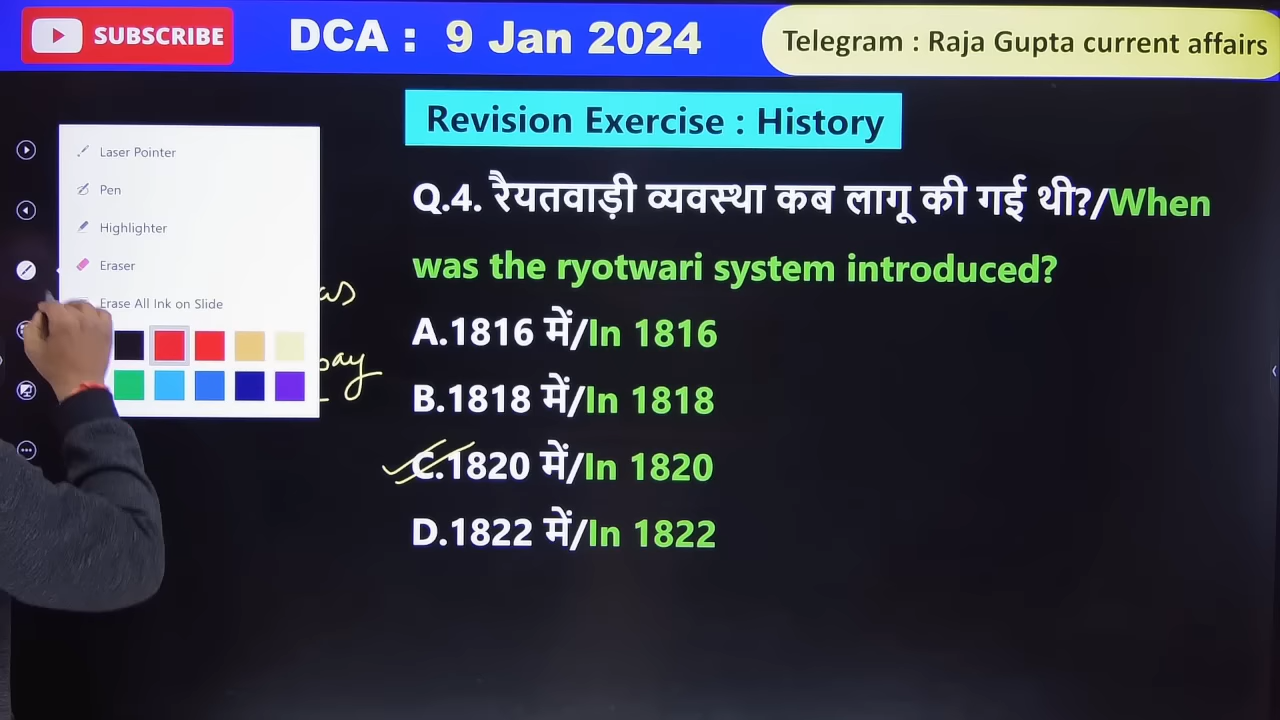 SUBSCRIBE
DCA : 9 Jan 2024
Telegram : Raja Gupta current affairs
Revision Exercise : History
Laser Pointer
Pen
Highlighter
Eraser
Erase All Ink on Slide
Q.4. रैयतवाड़ी व्यवस्था कब लागू की गई थी?/When
was the ryotwari system introduced?
A.1816 में/In 1816
B.1818 में/In 1818
C.1820 में/In 1820
D.1822 में/In 1822
as
pay